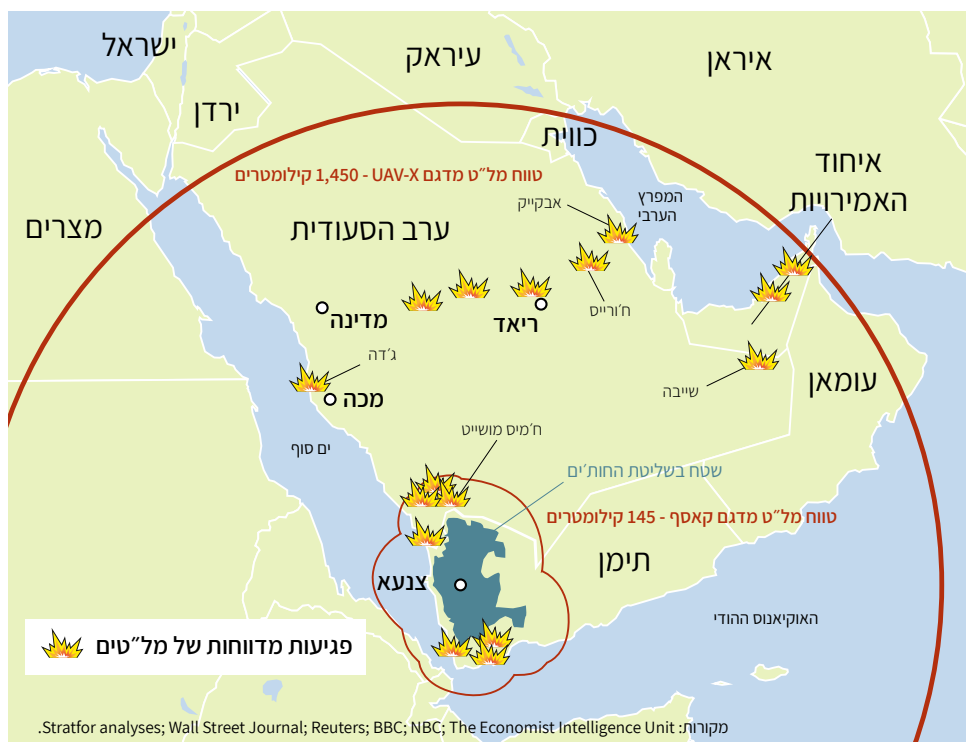 ישראל
עיראק
איראן
ירדן
כווית
איחוד
האמירויות
טווח מל״ט מדגם UAV-X - 1,450 קילומטרים
המפרץ
הערבי
אבקייק
מצרים
ערב הסעודית
מדינה
ריאד
ח׳ורייס
ג׳דה
מכה
שייבה
עומאן
ים סוף
ח׳מיס מושייט
שטח בשליטת החות׳ים
טווח מל״ט מדגם קאסף - 145 קילומטרים
תימן
צנעא
האוקיאנוס ההודי
פגיעות מדווחות של מל״טים
מקורות: Stratfor analyses; Wall Street Journal; Reuters; BBC; NBC; The Economist Intelligence Unit.